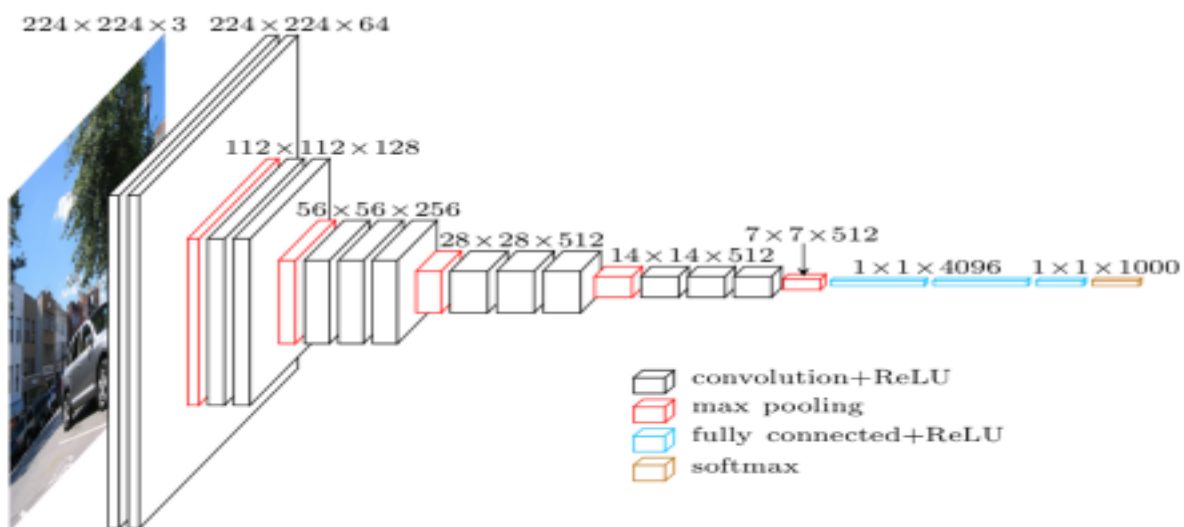 224×224×3
224×224×64
112×112×128
56×56×256
28×28×512
14×14×512
7×7×512
1×1×4096
1×1×1000
convolution+ReLU
max pooling
fully connected+ReLU
softmax